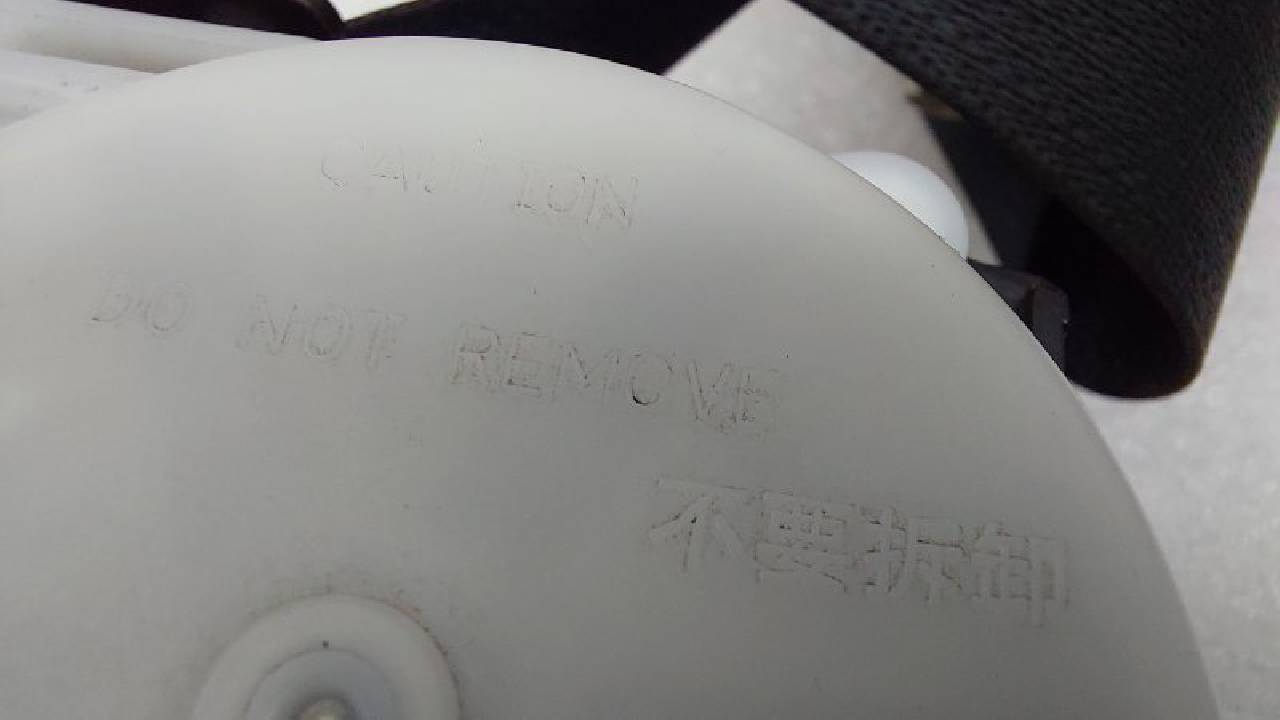 CAUTION
DO NOT REMOVE
不要拆卸